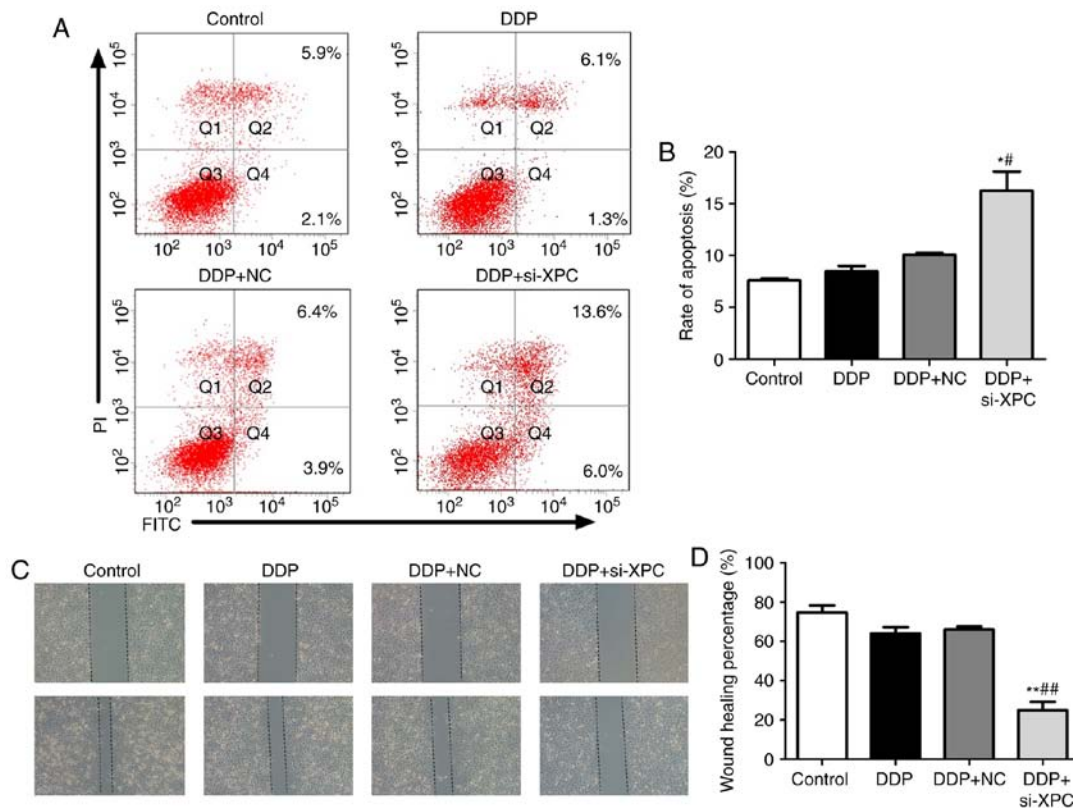 A
Control
DDP
5.9%
6.1%
10⁵
10⁴
10³
10²
Q1
Q2
Q3
Q4
2.1%
10⁵
10⁴
10³
10²
Q1
Q2
Q3
Q4
1.3%
10² 10³ 10⁴ 10⁵
10² 10³ 10⁴ 10⁵
DDP+NC
DDP+si-XPC
6.4%
13.6%
10⁵
10⁴
10³
10²
Q1
Q2
Q3
Q4
3.9%
10⁵
10⁴
10³
10²
Q1
Q2
Q3
Q4
6.0%
10² 10³ 10⁴ 10⁵
10² 10³ 10⁴ 10⁵
PI
FITC
B
Rate of apoptosis (%)
20
15
10
5
0
*#
Control
DDP
DDP+NC
DDP+
si-XPC
C
Control
DDP
DDP+NC
DDP+si-XPC
D
Wound healing percentage (%)
100
80
60
40
20
0
**##
Control
DDP
DDP+NC
DDP+
si-XPC